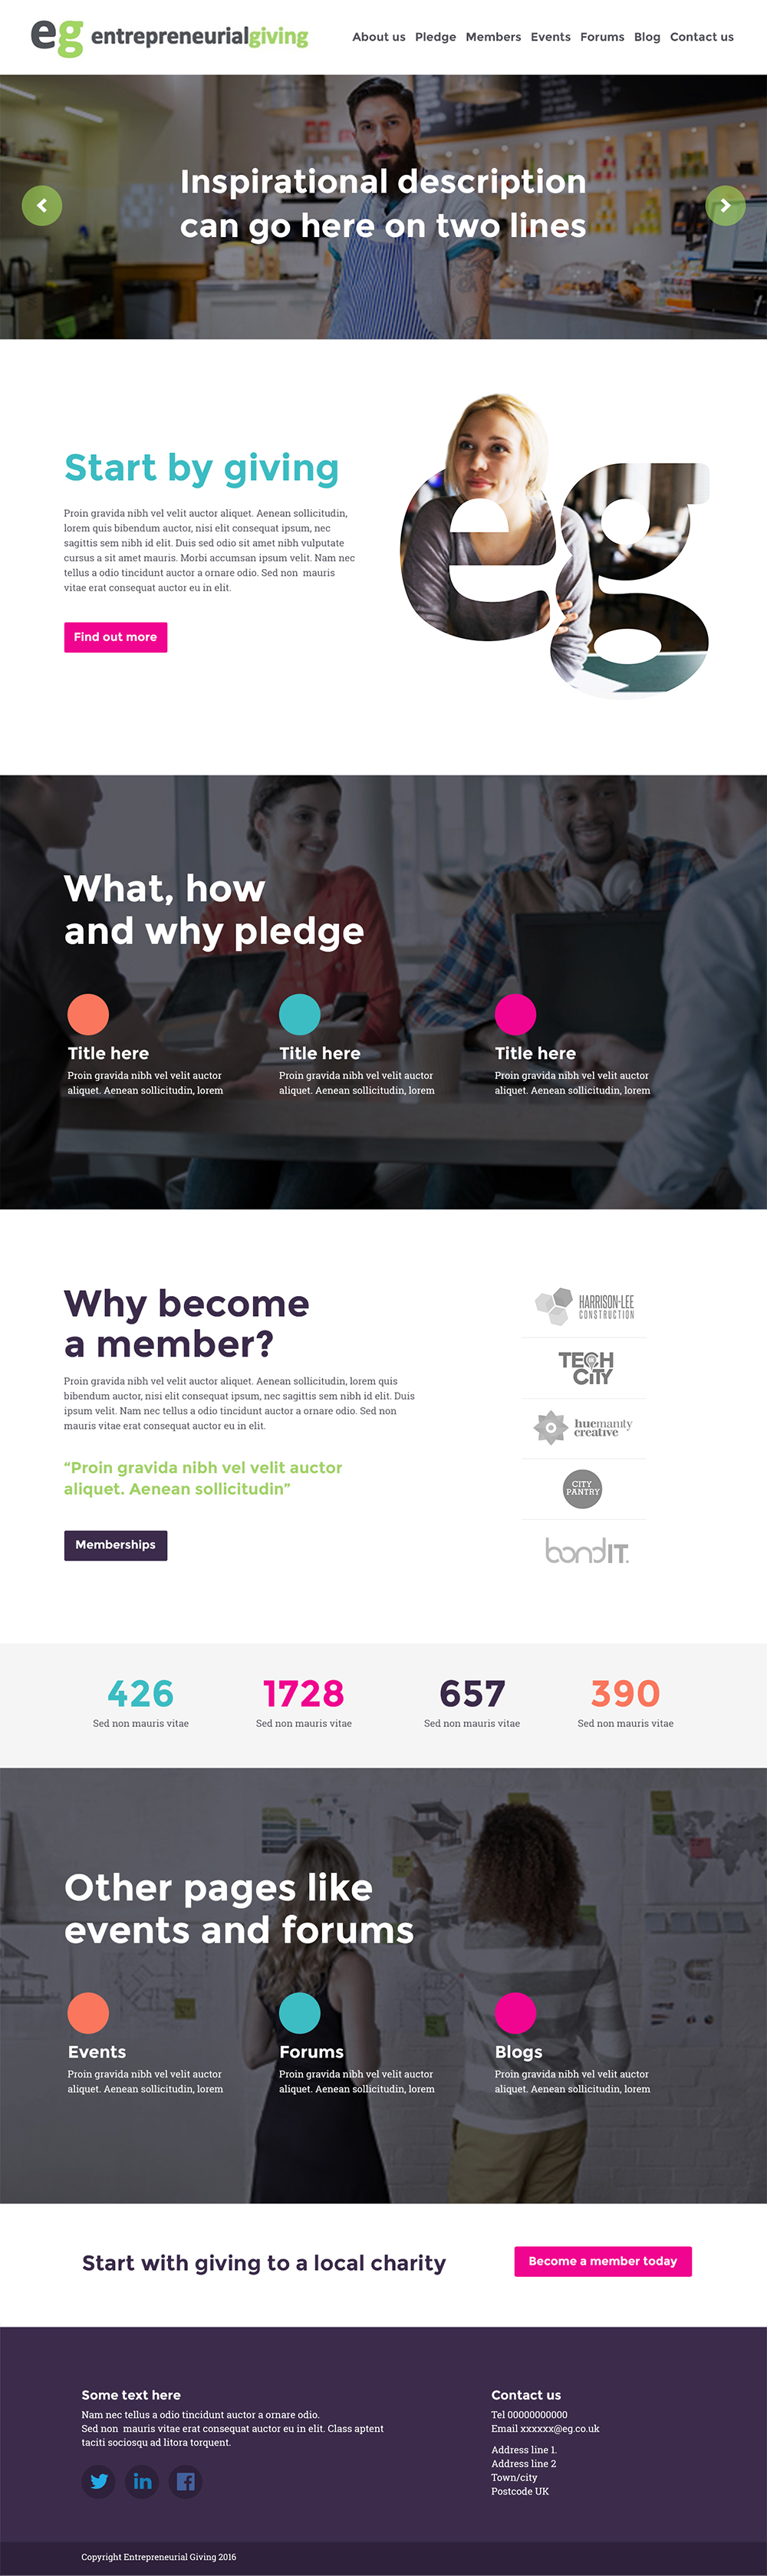 eg entrepreneurialgiving
About us Pledge Members Events Forums Blog Contact us
Inspirational description
can go here on two lines
Start by giving
Proin gravida nibh vel velit auctor aliquet. Aenean sollicitudin,
lorem quis bibendum auctor, nisi elit consequat ipsum, nec
sagittis sem nibh id elit. Duis sed odio sit amet nibh vulputate
cursus a sit amet mauris. Morbi accumsan ipsum velit. Nam nec
tellus a odio tincidunt auctor a ornare odio. Sed non mauris
vitae erat consequat auctor eu in elit.
Find out more
eg
What, how
and why pledge
Title here
Proin gravida nibh vel velit auctor
aliquet. Aenean sollicitudin, lorem
Title here
Proin gravida nibh vel velit auctor
aliquet. Aenean sollicitudin, lorem
Title here
Proin gravida nibh vel velit auctor
aliquet. Aenean sollicitudin, lorem
Why become
a member?
Proin gravida nibh vel velit auctor aliquet. Aenean sollicitudin, lorem quis
bibendum auctor, nisi elit consequat ipsum, nec sagittis sem nibh id elit. Duis
ipsum velit. Nam nec tellus a odio tincidunt auctor a ornare odio. Sed non
mauris vitae erat consequat auctor eu in elit.
“Proin gravida nibh vel velit auctor
aliquet. Aenean sollicitudin”
Memberships
HARRISON-LEE
CONSTRUCTION
TECH
CITY
huemanity
creative
CITY
PANTRY
bondIT.
426
Sed non mauris vitae
1728
Sed non mauris vitae
657
Sed non mauris vitae
390
Sed non mauris vitae
Other pages like
events and forums
Events
Proin gravida nibh vel velit auctor
aliquet. Aenean sollicitudin, lorem
Forums
Proin gravida nibh vel velit auctor
aliquet. Aenean sollicitudin, lorem
Blogs
Proin gravida nibh vel velit auctor
aliquet. Aenean sollicitudin, lorem
Start with giving to a local charity
Become a member today
Some text here
Nam nec tellus a odio tincidunt auctor a ornare odio.
Sed non mauris vitae erat consequat auctor eu in elit. Class aptent
taciti sociosqu ad litora torquent.
in
Contact us
Tel 00000000000
Email xxxxxx@eg.co.uk
Address line 1.
Address line 2
Town/city
Postcode UK
Copyright Entrepreneurial Giving 2016